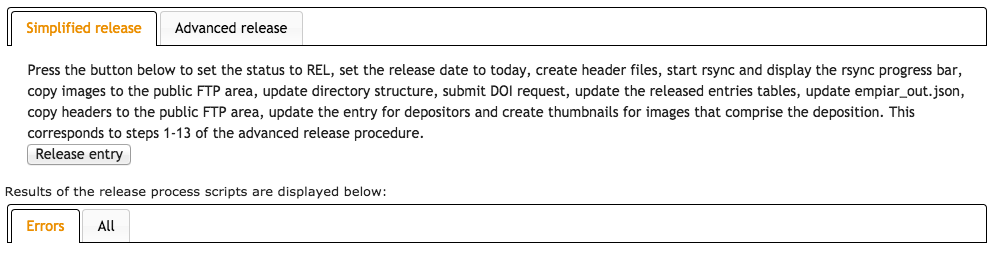 Simplified release Advanced release
Press the button below to set the status to REL, set the release date to today, create header files, start rsync and display the rsync progress bar,
copy images to the public FTP area, update directory structure, submit DOI request, update the released entries tables, update empiar_out.json,
copy headers to the public FTP area, update the entry for depositors and create thumbnails for images that comprise the deposition. This
corresponds to steps 1-13 of the advanced release procedure.
Release entry
Results of the release process scripts are displayed below:
Errors All